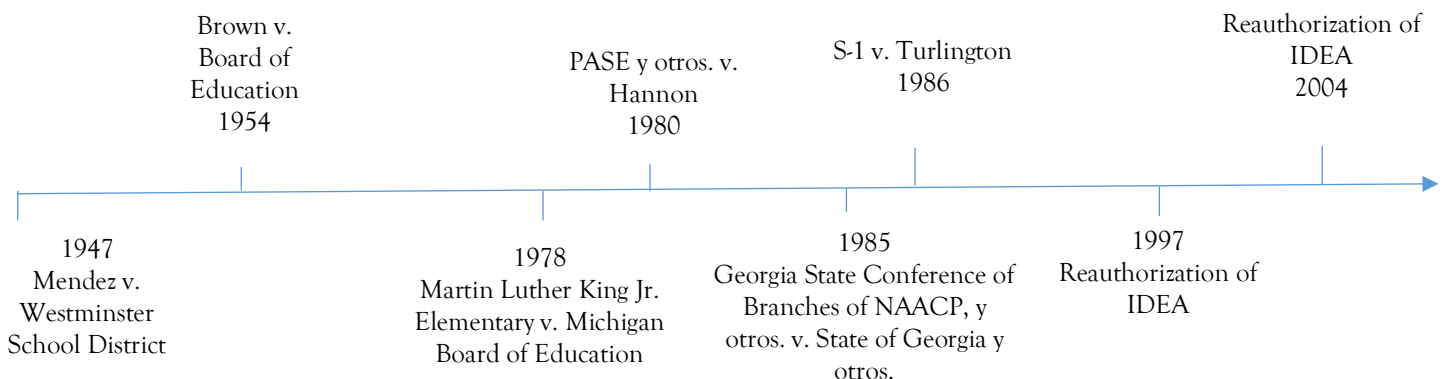 Brown v.
Board of
Education
1954
PASE y otros. v.
Hannon
1980
S-1 v. Turlington
1986
Reauthorization of
IDEA
2004
1947
Mendez v.
Westminster
School District
1978
Martin Luther King Jr.
Elementary v. Michigan
Board of Education
1985
Georgia State Conference of
Branches of NAACP, y
otros. v. State of Georgia y
otros.
1997
Reauthorization of
IDEA